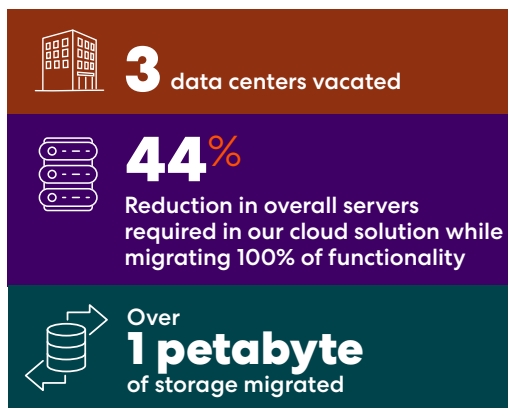 3 data centers vacated
44%
Reduction in overall servers
required in our cloud solution while
migrating 100% of functionality
Over
1 petabyte
of storage migrated